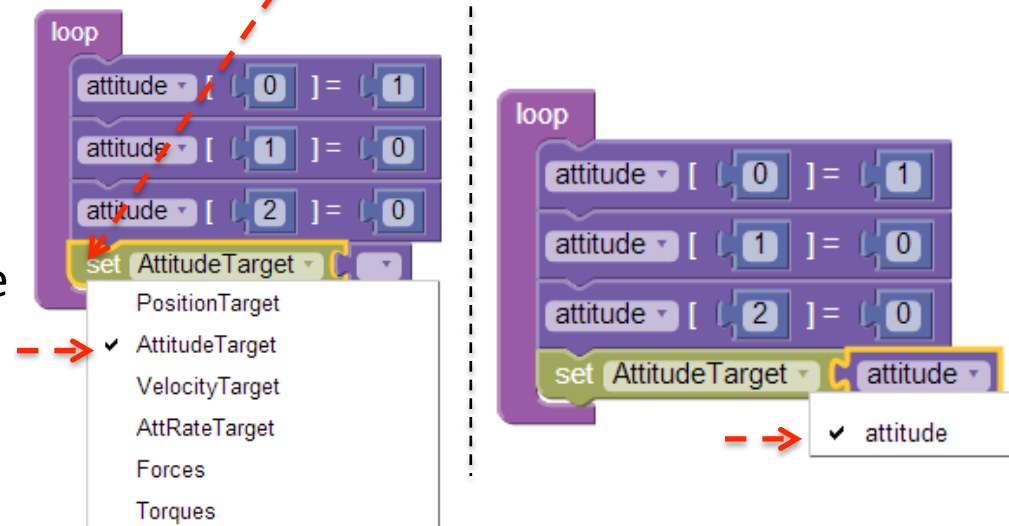 loop
attitude [ 0 ] = 1
attitude [ 1 ] = 0
attitude [ 2 ] = 0
set AttitudeTarget
e
PositionTarget
✔ AttitudeTarget
VelocityTarget
AttRateTarget
Forces
Torques
loop
attitude [ 0 ] = 1
attitude [ 1 ] = 0
attitude [ 2 ] = 0
set AttitudeTarget attitude
✔ attitude